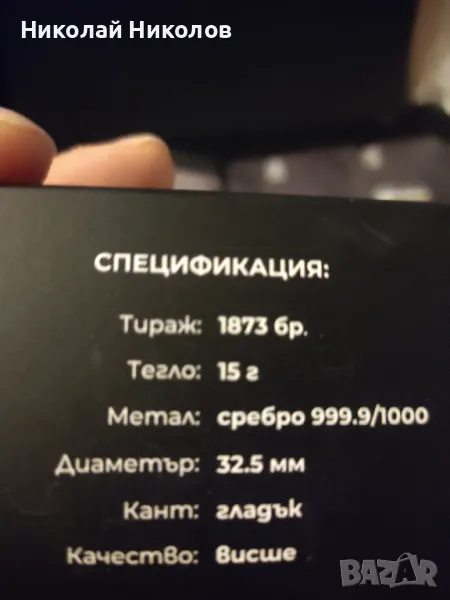 Николай Николов
СПЕЦИФИКАЦИЯ:
Тираж: 1873 бр.
Тегло: 15 г
Метал: сребро 999.9/1000
Диаметър: 32.5 мм
Кант: гладък
Качество: висше
bazar